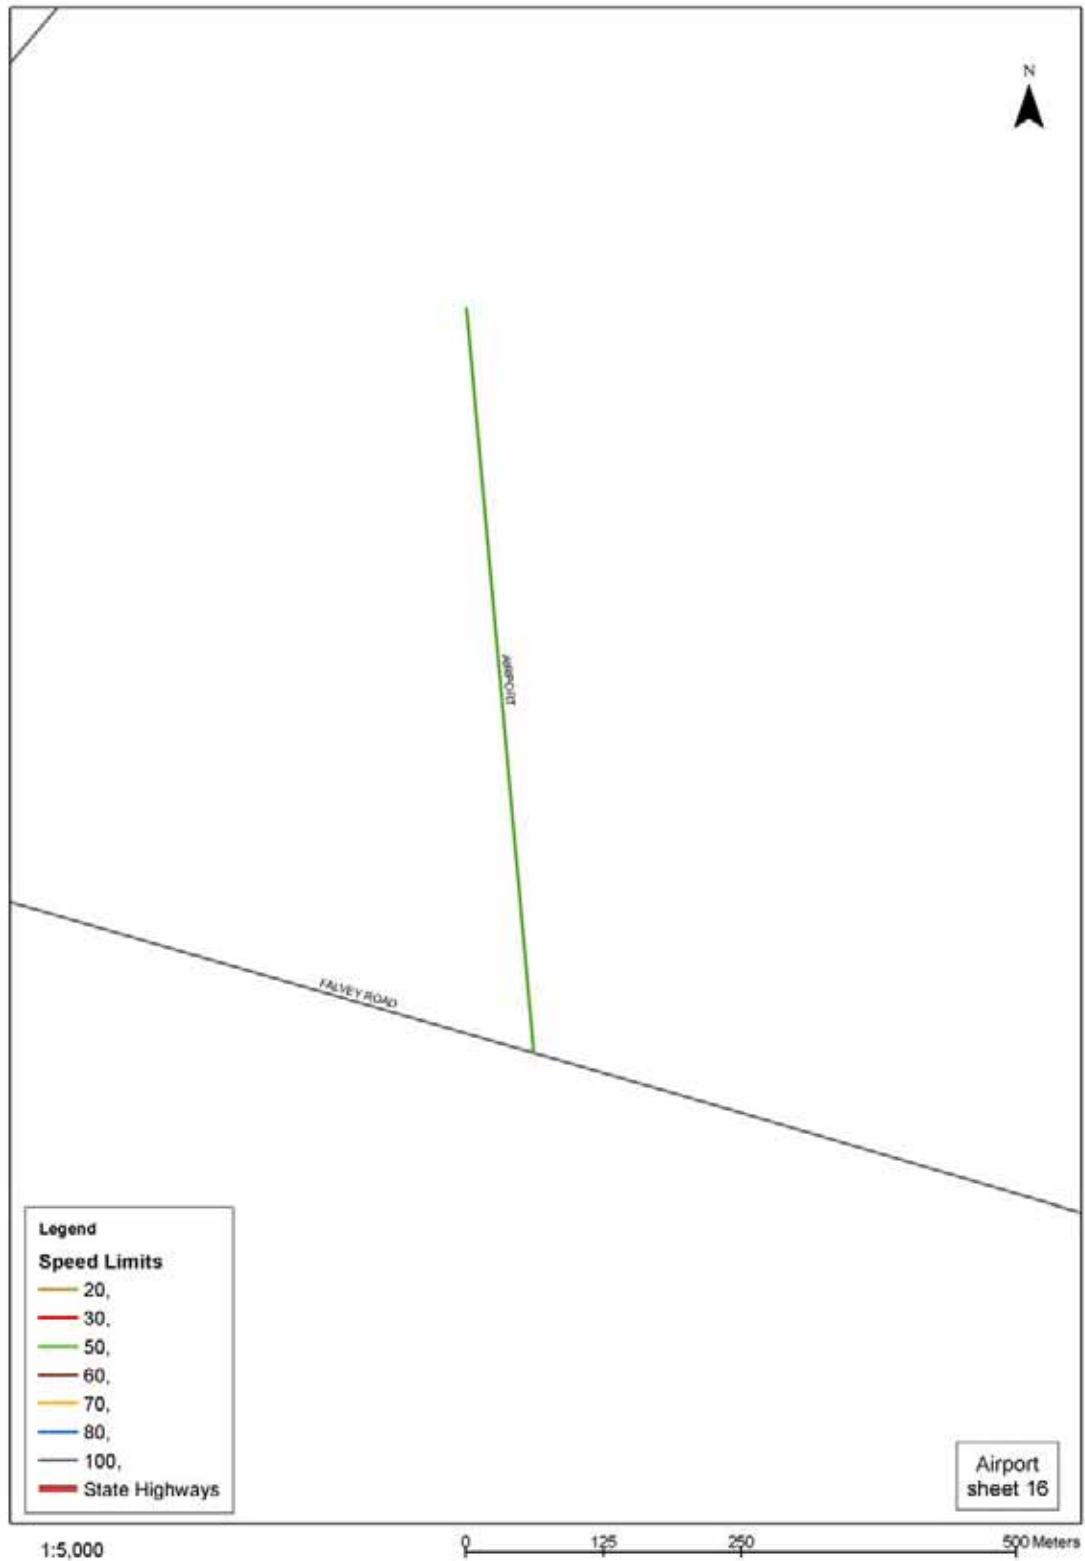 N
AIRPORT
FALVEY ROAD
Legend
Speed Limits
20,
30,
50,
60,
70,
80,
100,
State Highways
Airport
sheet 16
1:5,000
0 125 250 500 Meters